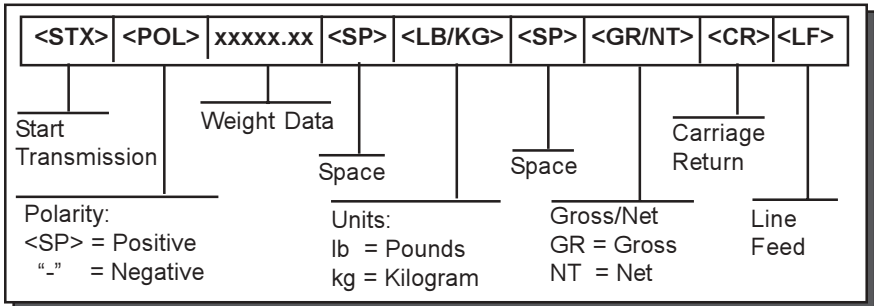 <STX> <POL> xxxxx.xx <SP> <LB/KG> <SP> <GR/NT> <CR> <LF>
Start
Transmission
Weight Data
Space
Space
Carriage
Return
Polarity:
<SP> = Positive
“-” = Negative
Units:
lb = Pounds
kg = Kilogram
Gross/Net
GR = Gross
NT = Net
Line
Feed